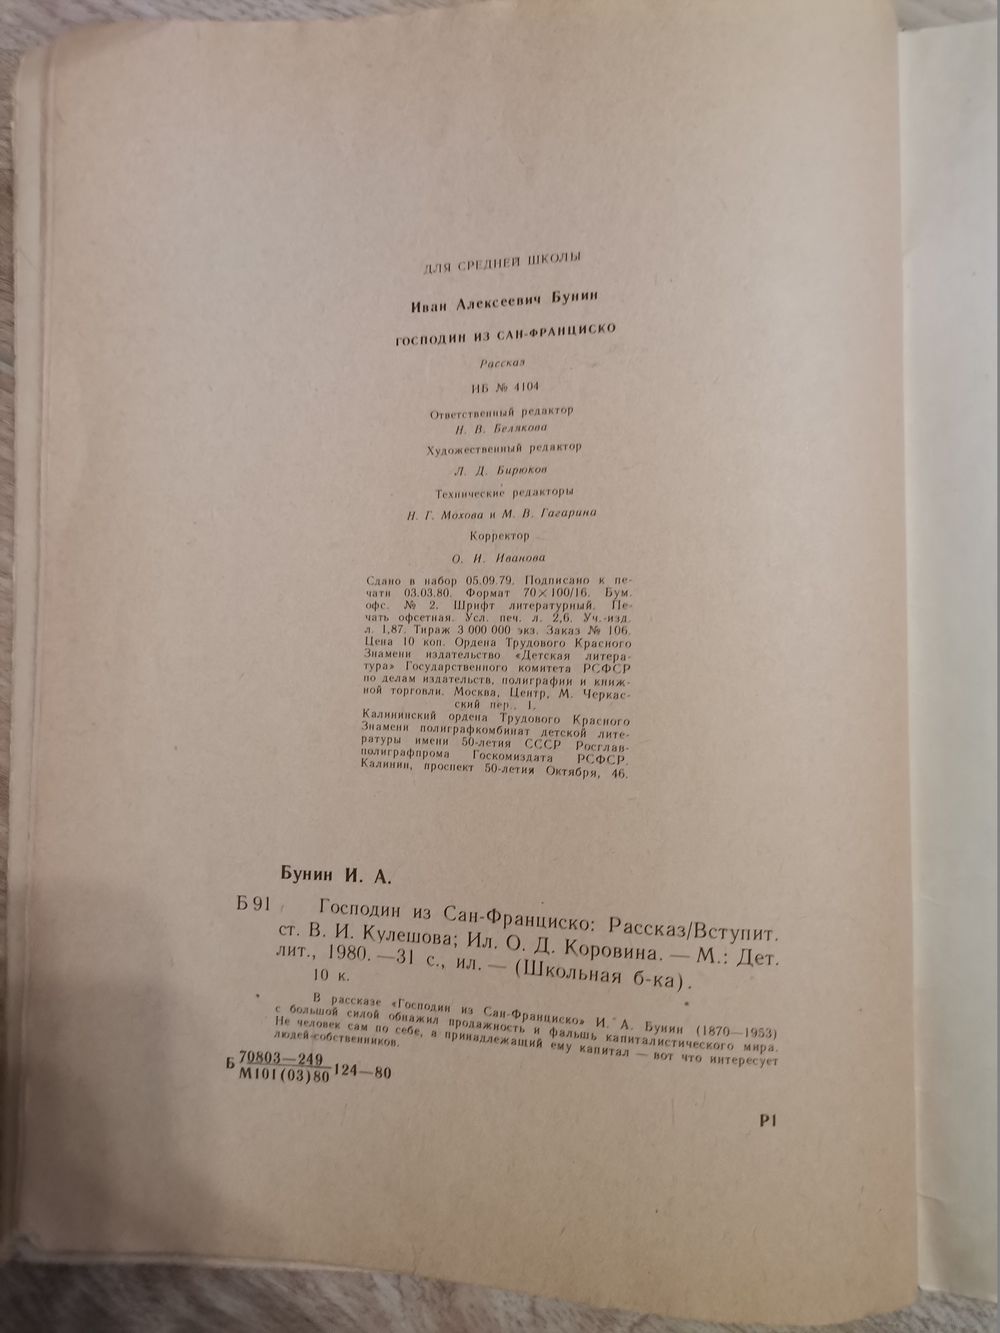 ДЛЯ СРЕДНЕЙ ШКОЛЫ
Иван Алексеевич Бунин
ГОСПОДИН ИЗ САН-ФРАНЦИСКО
Рассказ
ИБ № 4104
Ответственный редактор
Н. В. Белякова
Художественный редактор
Л. Д. Бирюков
Технические редакторы
Н. Г. Мохова и М. В. Гагарина
Корректор
О. И. Иванова
Сдано в набор 05.09.79. Подписано к пе-
чати 03.03.80. Формат 70×100/16. Бум.
офс. № 2. Шрифт литературный. Пе-
чать офсетная. Усл. печ. л. 2,6. Уч.-изд.
л. 1,87. Тираж 3 000 000 экз. Заказ № 106.
Цена 10 коп. Ордена Трудового Красного
Знамени издательство «Детская литера-
тура» Государственного комитета РСФСР
по делам издательств, полиграфии и книж-
ной торговли. Москва, Центр, М. Черкас-
ский пер., 1.
Калининский ордена Трудового Красного
Знамени полиграфкомбинат детской лите-
ратуры имени 50-летия СССР Росглав-
полиграфпрома Госкомиздата РСФСР.
Калинин, проспект 50-летия Октября, 46.
Бунин И. А.
Б 91 Господин из Сан-Франциско: Рассказ/Вступит.
ст. В. И. Кулешова; Ил. О. Д. Коровина. — М.: Дет.
лит., 1980. — 31 с., ил. — (Школьная б-ка).
10 к.
В рассказе «Господин из Сан-Франциско» И. А. Бунин (1870—1953)
с большой силой обнажил продажность и фальшь капиталистического мира.
Не человек сам по себе, а принадлежащий ему капитал — вот что интересует
людей-собственников.
Б 70803—249
М101(03)80 124—80
Р1